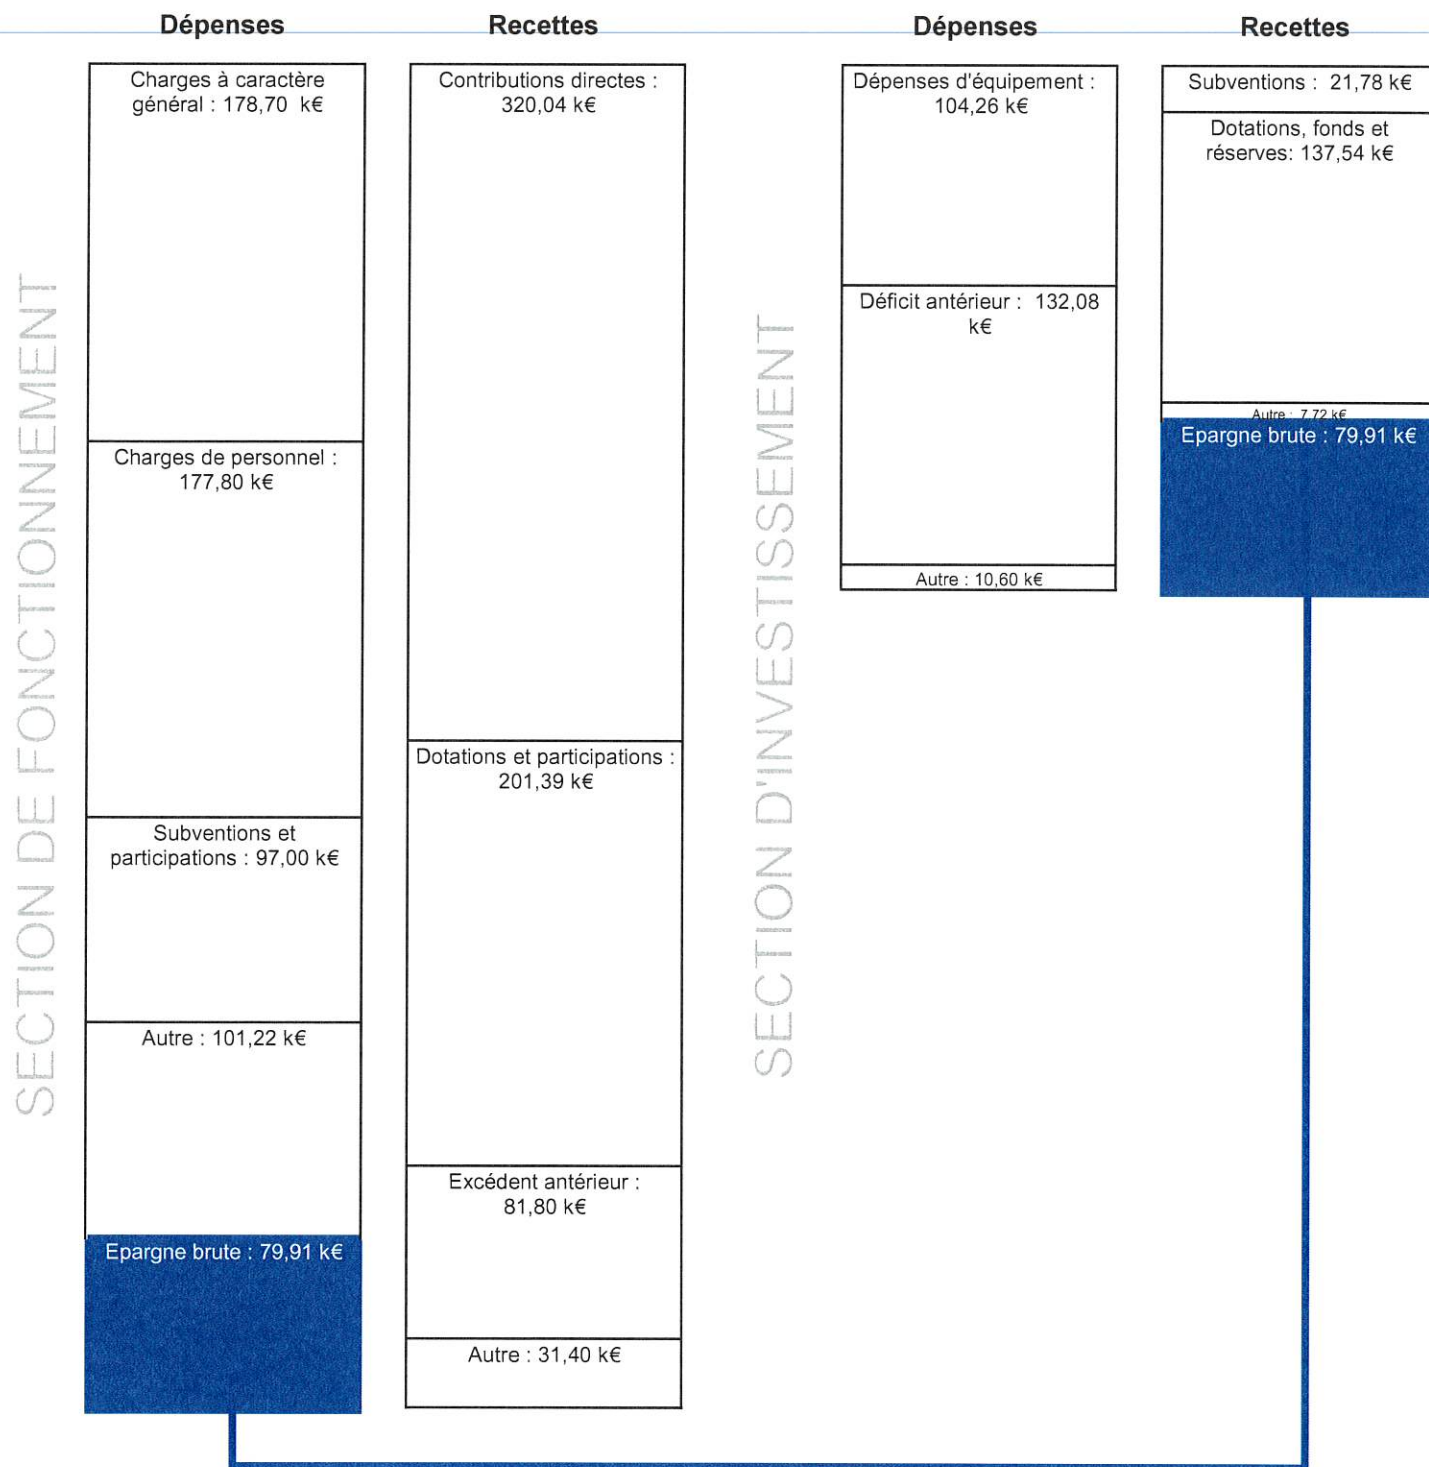 Dépenses
Recettes
Dépenses
Recettes
SECTION DE FONCTIONNEMENT
Charges à caractère
général : 178,70 k€
Charges de personnel :
177,80 k€
Subventions et
participations : 97,00 k€
Autre : 101,22 k€
Epargne brute : 79,91 k€
Contributions directes :
320,04 k€
Dotations et participations :
201,39 k€
Excédent antérieur :
81,80 k€
Autre : 31,40 k€
SECTION D'INVESTISSEMENT
Dépenses d'équipement :
104,26 k€
Déficit antérieur : 132,08
k€
Autre : 10,60 k€
Subventions : 21,78 k€
Dotations, fonds et
réserves: 137,54 k€
Autre : 7,72 k€
Epargne brute : 79,91 k€